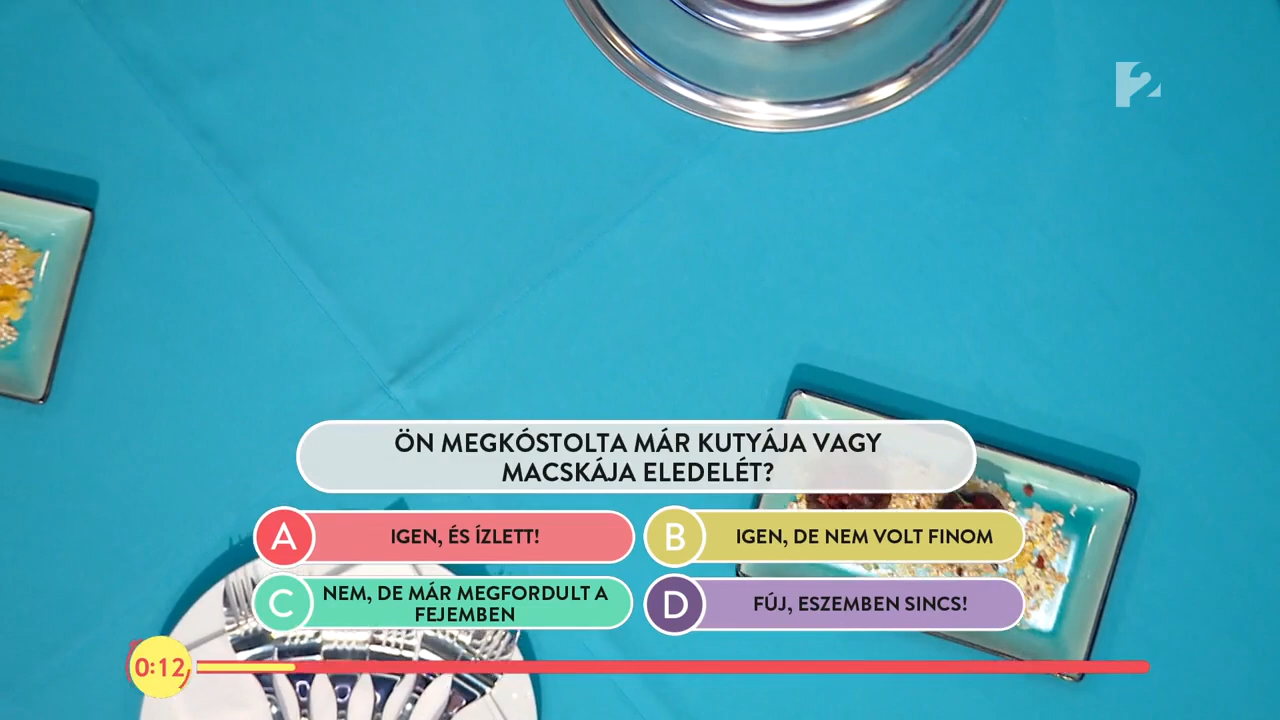 2
ÖN MEGKÓSTOLTA MÁR KUTYÁJA VAGY
MACSKÁJA ELEDELÉT?
A IGEN, ÉS ÍZLETT!
B IGEN, DE NEM VOLT FINOM
C NEM, DE MÁR MEGFORDULT A
FEJEMBEN
D FÚJ, ESZEMBEN SINCS!
0:12